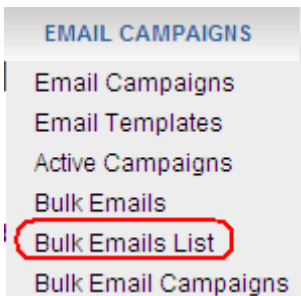 EMAIL CAMPAIGNS
Email Campaigns
Email Templates
Active Campaigns
Bulk Emails
Bulk Emails List
Bulk Email Campaigns